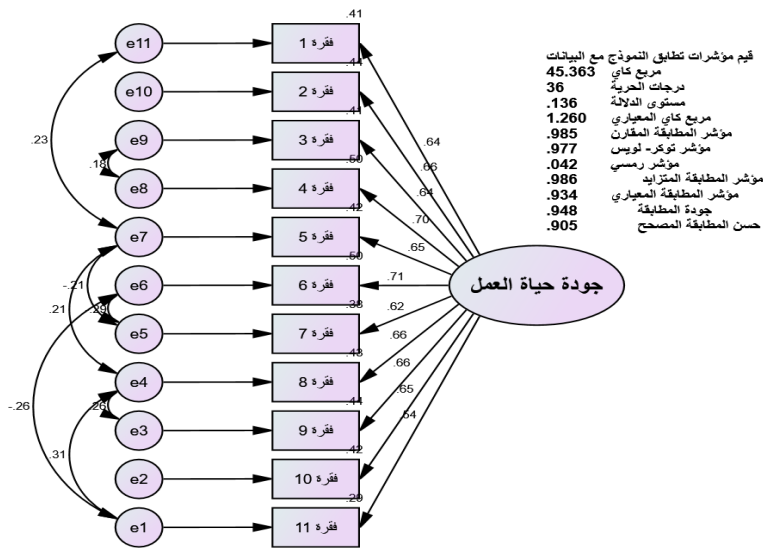 .41
e11
فقرة 1
.44
e10
فقرة 2
.41
e9
فقرة 3
.50
e8
فقرة 4
.42
e7
فقرة 5
.50
e6
فقرة 6
.38
e5
فقرة 7
.43
e4
فقرة 8
.44
e3
فقرة 9
.42
e2
فقرة 10
.29
e1
فقرة 11
.23
.18
-.21
.21
.29
.26
-.26
.31
.64
.66
.64
.70
.65
.71
.62
.66
.66
.65
.54
جودة حياة العمل
قيم مؤشرات تطابق النموذج مع البيانات
مربع كاي 45.363
درجات الحرية 36
مستوى الدلالة .136
مربع كاي المعياري 1.260
مؤشر المطابقة المقارن .985
مؤشر توكر- لويس .977
مؤشر رمسي .042
مؤشر المطابقة المتزايد .986
مؤشر المطابقة المعياري .934
جودة المطابقة .948
حسن المطابقة المصحح .905